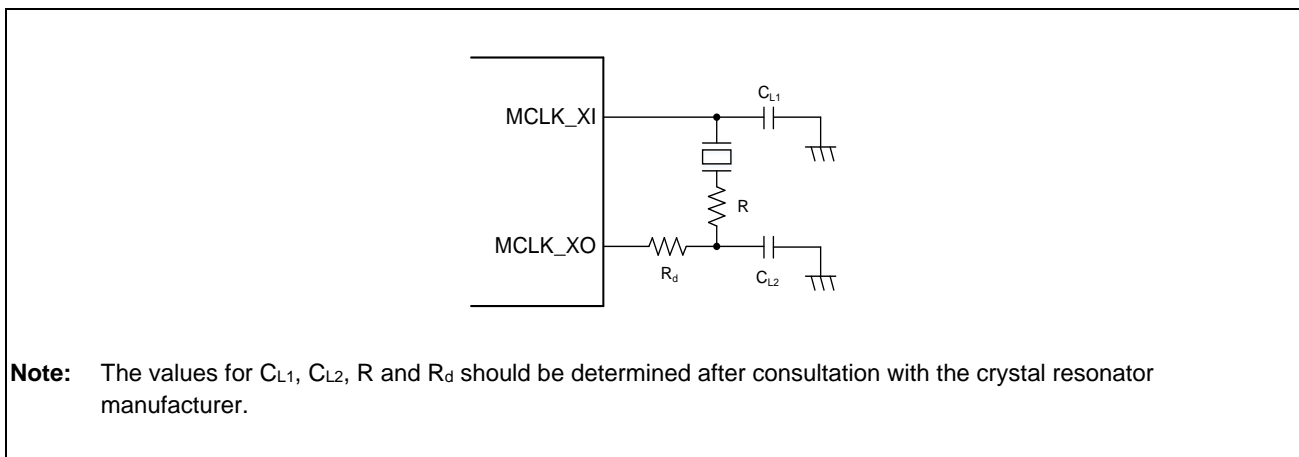 MCLK_XI
CL1
R
MCLK_XO
Rd
CL2
Note: The values for CL1, CL2, R and Rd should be determined after consultation with the crystal resonator
manufacturer.